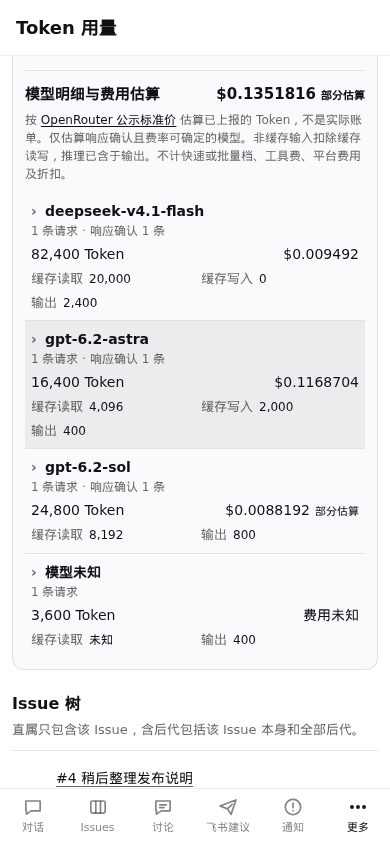 Token 用量
模型明细与费用估算 $0.1351816 部分估算
按 OpenRouter 公示标准价 估算已上报的 Token，不是实际账
单。仅估算响应确认且费率可确定的模型。非缓存输入扣除缓存
读写，推理已含于输出。不计快速或批量档、工具费、平台费用
及折扣。
› deepseek-v4.1-flash
1 条请求 · 响应确认 1 条
82,400 Token $0.009492
缓存读取 20,000 缓存写入 0
输出 2,400
› gpt-6.2-astra
1 条请求 · 响应确认 1 条
16,400 Token $0.1168704
缓存读取 4,096 缓存写入 2,000
输出 400
› gpt-6.2-sol
1 条请求 · 响应确认 1 条
24,800 Token $0.0088192 部分估算
缓存读取 8,192 输出 800
› 模型未知
1 条请求
3,600 Token 费用未知
缓存读取 未知 输出 400
Issue 树
直属只包含该 Issue，含后代包括该 Issue 本身和全部后代。
#4 稍后整理发布说明
对话 Issues 讨论 飞书建议 通知 更多